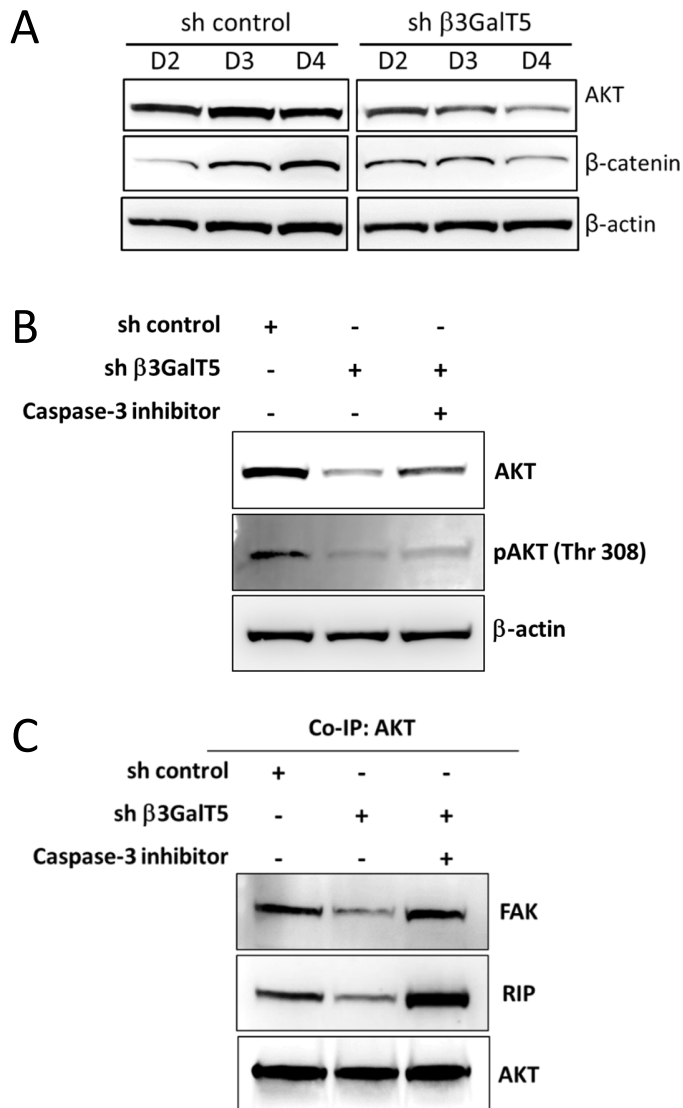 A
sh control sh β3GalT5
D2 D3 D4 D2 D3 D4
AKT
β-catenin
β-actin
B
sh control + - -
sh β3GalT5 - + +
Caspase-3 inhibitor - - +
AKT
pAKT (Thr 308)
β-actin
C
Co-IP: AKT
sh control + - -
sh β3GalT5 - + +
Caspase-3 inhibitor - - +
FAK
RIP
AKT